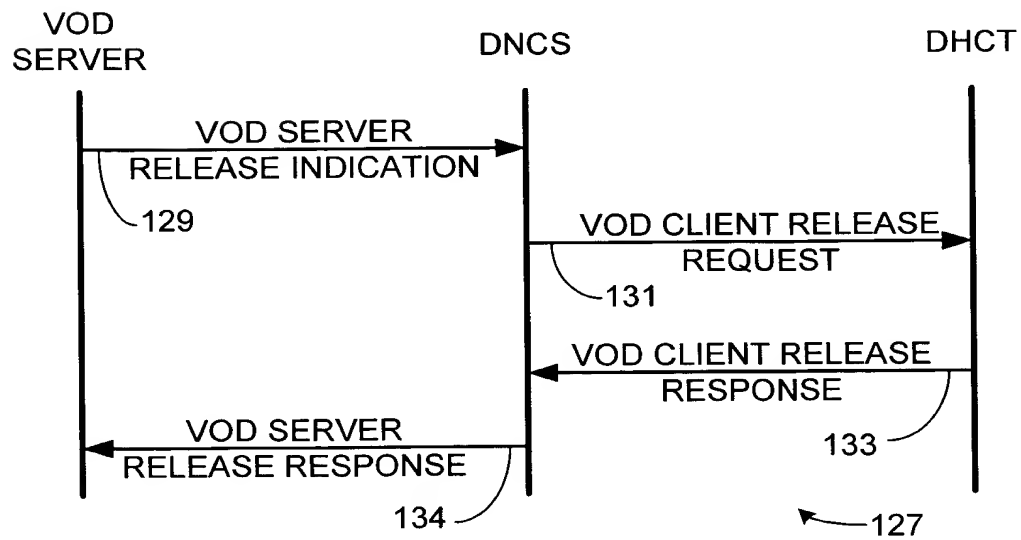 VOD
SERVER
DNCS
DHCT
VOD SERVER
RELEASE INDICATION
129
VOD CLIENT RELEASE
REQUEST
131
VOD CLIENT RELEASE
RESPONSE
133
VOD SERVER
RELEASE RESPONSE
134
127